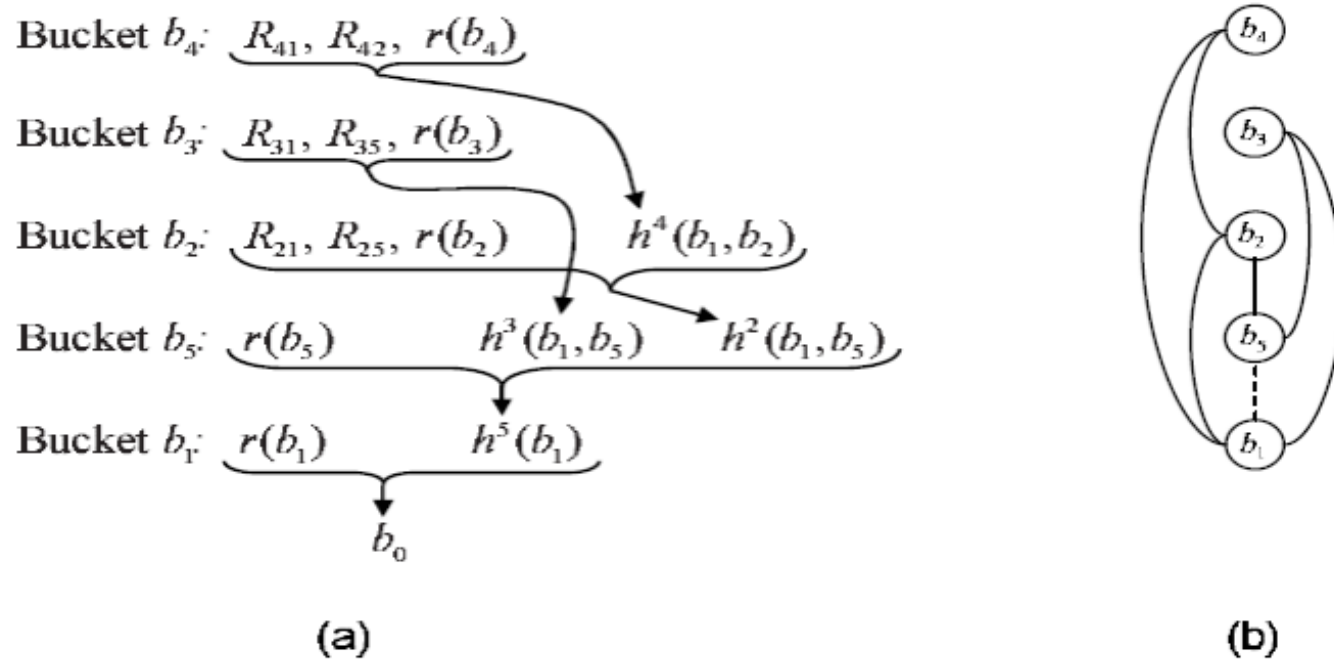 Bucket b₄: R₄₁, R₄₂, r(b₄)
Bucket b₃: R₃₁, R₃₅, r(b₃)
Bucket b₂: R₂₁, R₂₅, r(b₂) h⁴(b₁,b₂)
Bucket b₅: r(b₅) h³(b₁,b₅) h²(b₁,b₅)
Bucket b₁: r(b₁) h⁵(b₁)
b₀
(a)
b₄
b₃
b₂
b₅
b₁
(b)